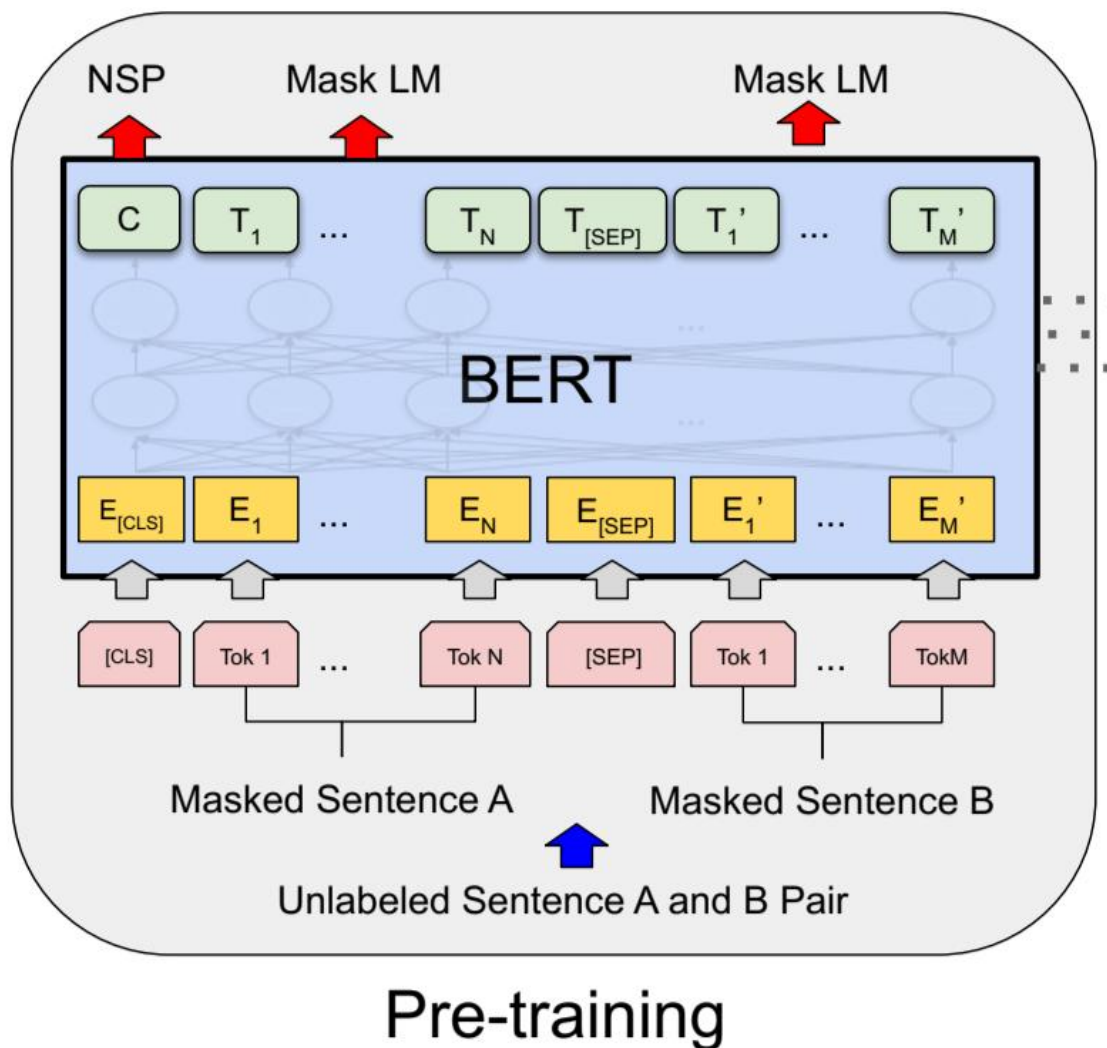 NSP Mask LM Mask LM
C T1 ... TN T[SEP] T1' ... TM'
...
BERT
...
E[CLS] E1 ... EN E[SEP] E1' ... EM'
[CLS] Tok 1 ... Tok N [SEP] Tok 1 ... TokM
Masked Sentence A Masked Sentence B
Unlabeled Sentence A and B Pair
Pre-training